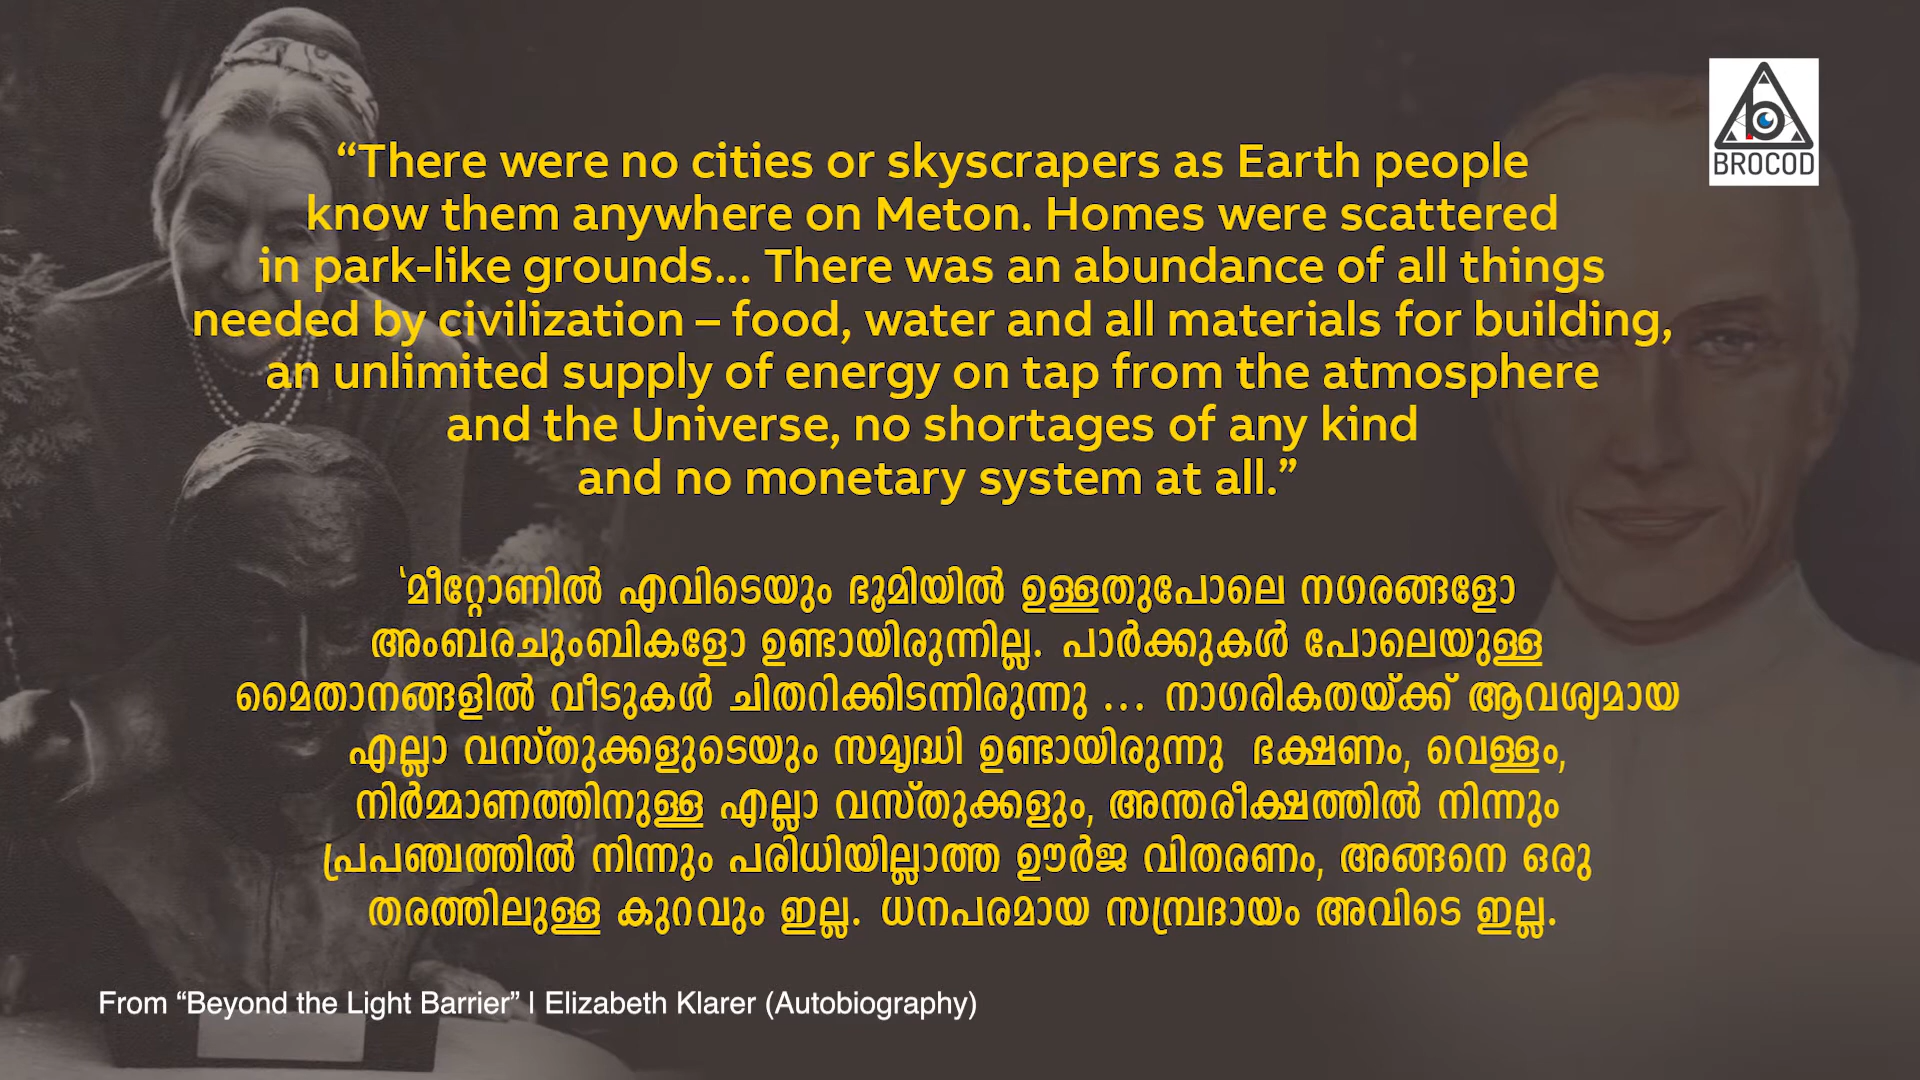 BROCOD
“There were no cities or skyscrapers as Earth people
know them anywhere on Meton. Homes were scattered
in park-like grounds... There was an abundance of all things
needed by civilization – food, water and all materials for building,
an unlimited supply of energy on tap from the atmosphere
and the Universe, no shortages of any kind
and no monetary system at all.”
‘മീറ്റോണിൽ എവിടെയും ഭൂമിയിൽ ഉള്ളതുപോലെ നഗരങ്ങളോ
അംബരചുംബികളോ ഉണ്ടായിരുന്നില്ല. പാർക്കുകൾ പോലെയുള്ള
മൈതാനങ്ങളിൽ വീടുകൾ ചിതറിക്കിടന്നിരുന്നു ... നാഗരികതയ്ക്ക് ആവശ്യമായ
എല്ലാ വസ്തുക്കളുടെയും സമൃദ്ധി ഉണ്ടായിരുന്നു ഭക്ഷണം, വെള്ളം,
നിർമ്മാണത്തിനുള്ള എല്ലാ വസ്തുക്കളും, അന്തരീക്ഷത്തിൽ നിന്നും
പ്രപഞ്ചത്തിൽ നിന്നും പരിധിയില്ലാത്ത ഊർജ വിതരണം, അങ്ങനെ ഒരു
തരത്തിലുള്ള കുറവും ഇല്ല. ധനപരമായ സമ്പ്രദായം അവിടെ ഇല്ല.
From “Beyond the Light Barrier” | Elizabeth Klarer (Autobiography)